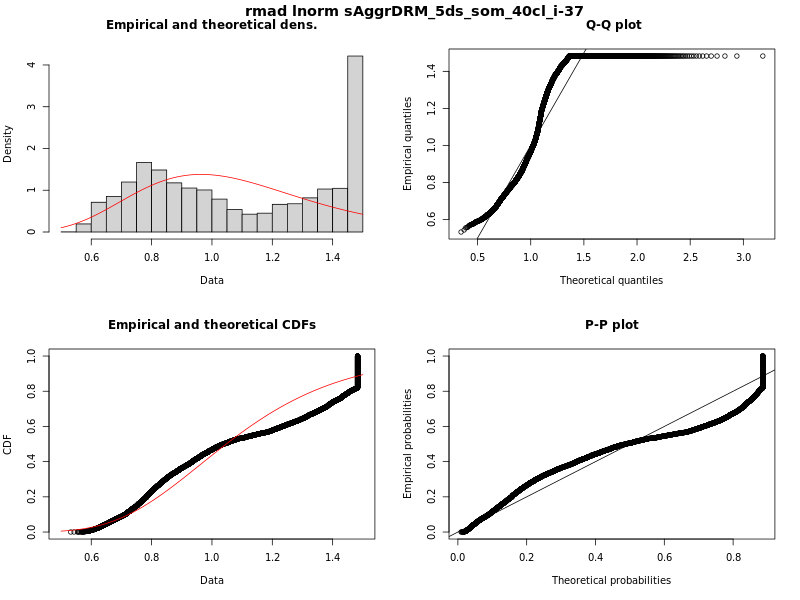 rmad lnorm sAggrDRM_5ds_som_40cl_i-37
Empirical and theoretical dens.
Density
0 1 2 3 4
0.6 0.8 1.0 1.2 1.4
Data
Q-Q plot
Empirical quantiles
0.6 0.8 1.0 1.2 1.4
0.5 1.0 1.5 2.0 2.5 3.0
Theoretical quantiles
Empirical and theoretical CDFs
CDF
0.0 0.2 0.4 0.6 0.8 1.0
0.6 0.8 1.0 1.2 1.4
Data
P-P plot
Empirical probabilities
0.0 0.2 0.4 0.6 0.8 1.0
0.0 0.2 0.4 0.6 0.8
Theoretical probabilities